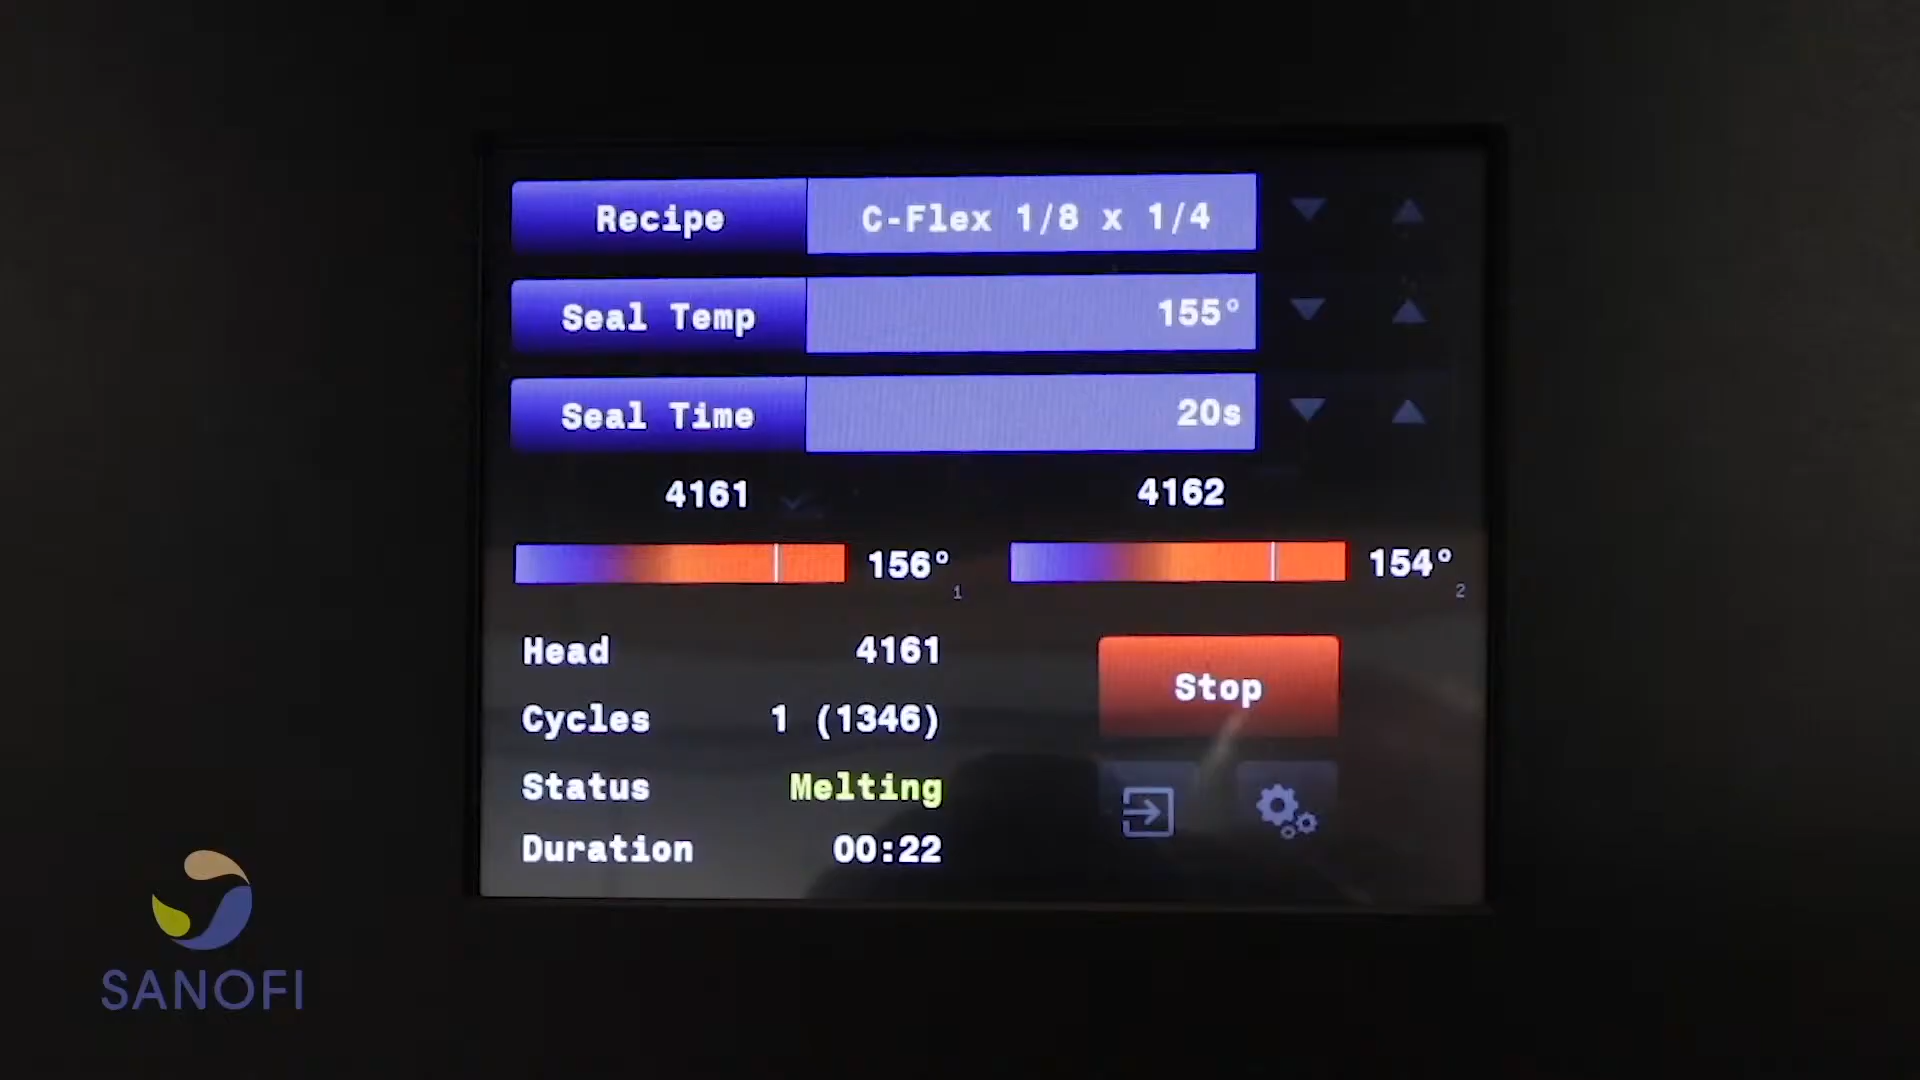 Recipe C-Flex 1/8 x 1/4
Seal Temp 155°
Seal Time 20s
4161 4162
156° 154°
1 2
Head 4161
Stop
Cycles 1 (1346)
Status Melting
Duration 00:22
SANOFI